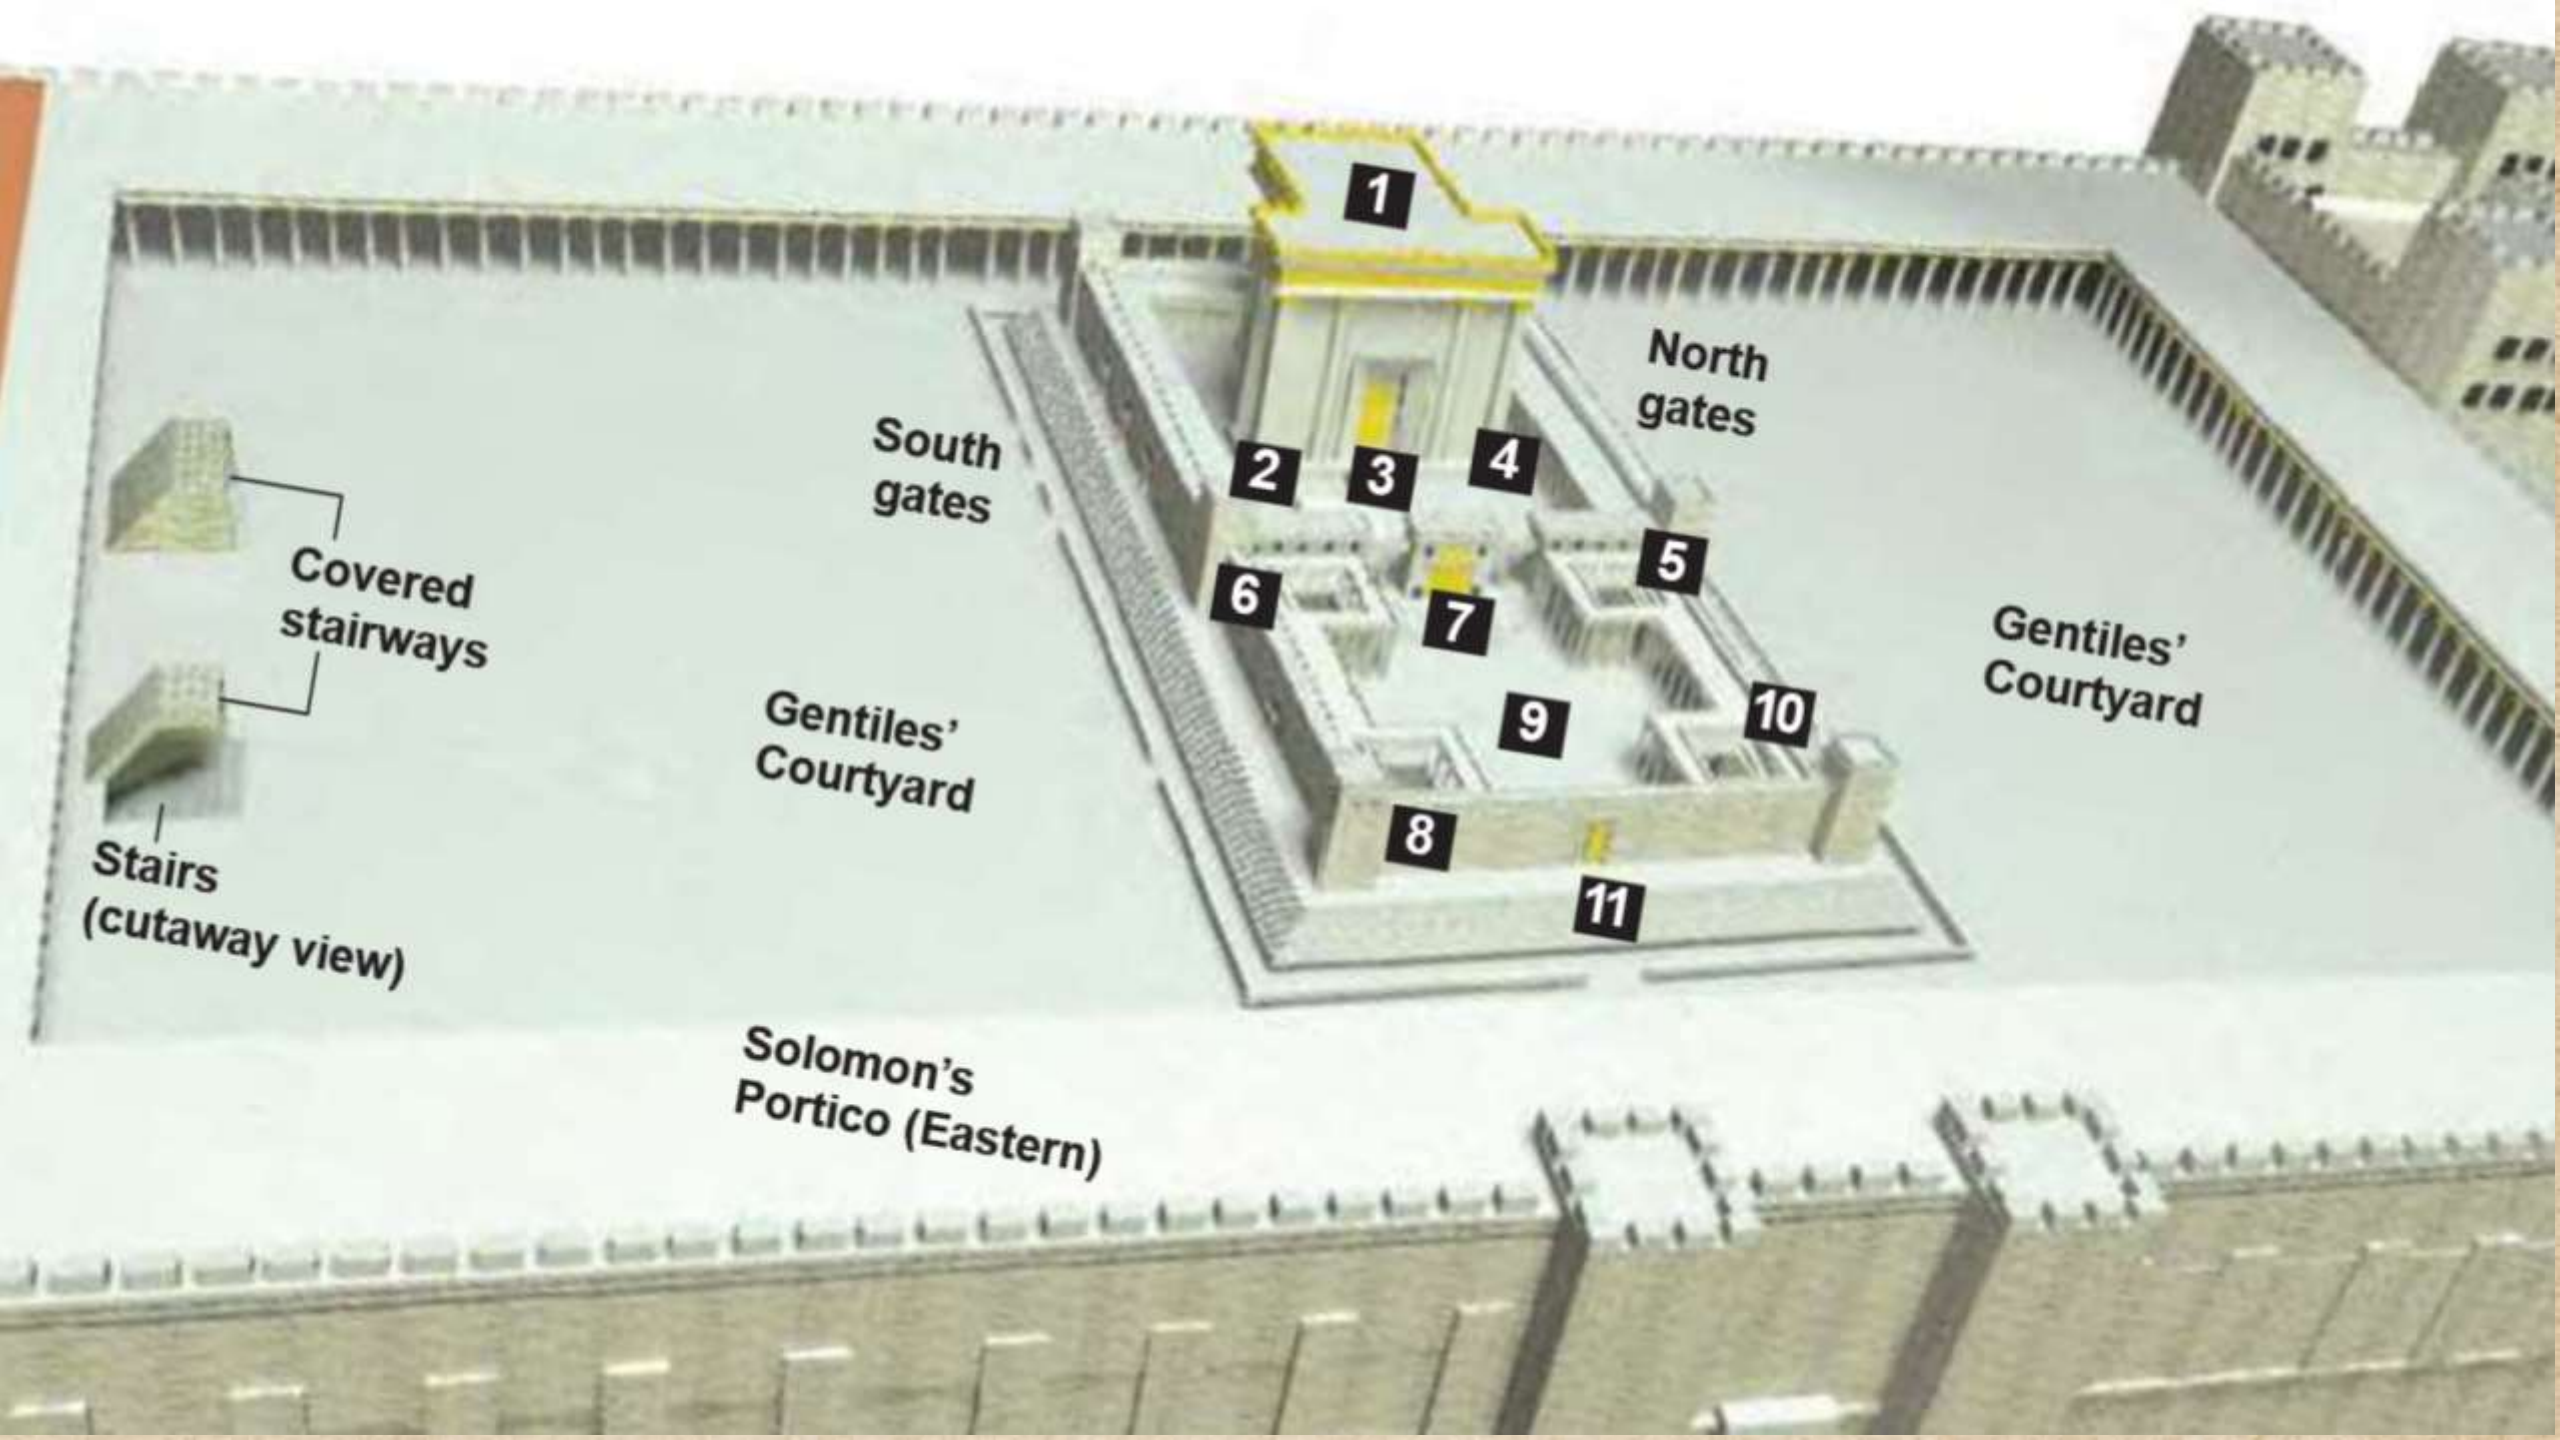 1
North
gates
South
gates
2
3
4
5
Covered
stairways
6
7
Gentiles’
Courtyard
Gentiles’
Courtyard
9
10
8
Stairs
(cutaway view)
11
Solomon’s
Portico (Eastern)